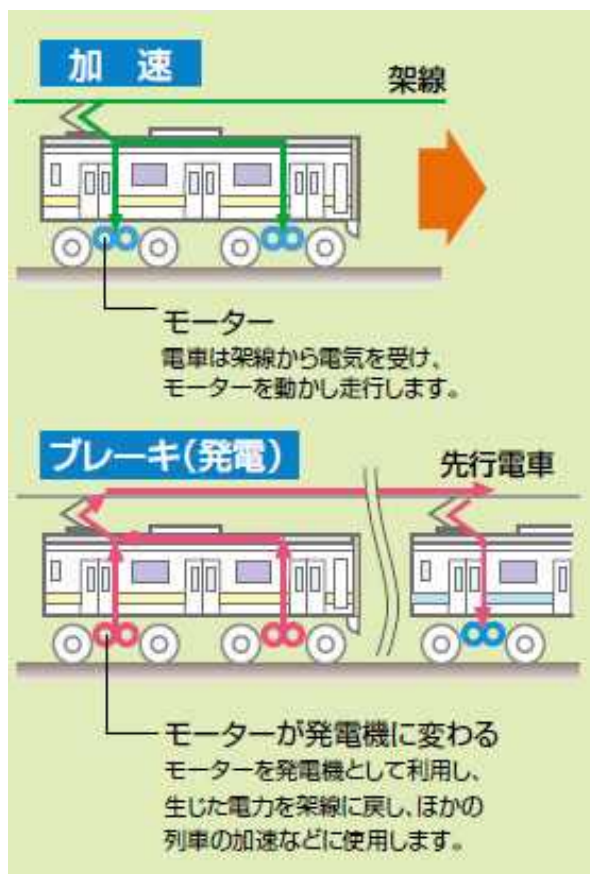 加 速
架線
モーター
電車は架線から電気を受け、
モーターを動かし走行します。
ブレーキ(発電)
先行電車
モーターが発電機に変わる
モーターを発電機として利用し、
生じた電力を架線に戻し、ほかの
列車の加速などに使用します。